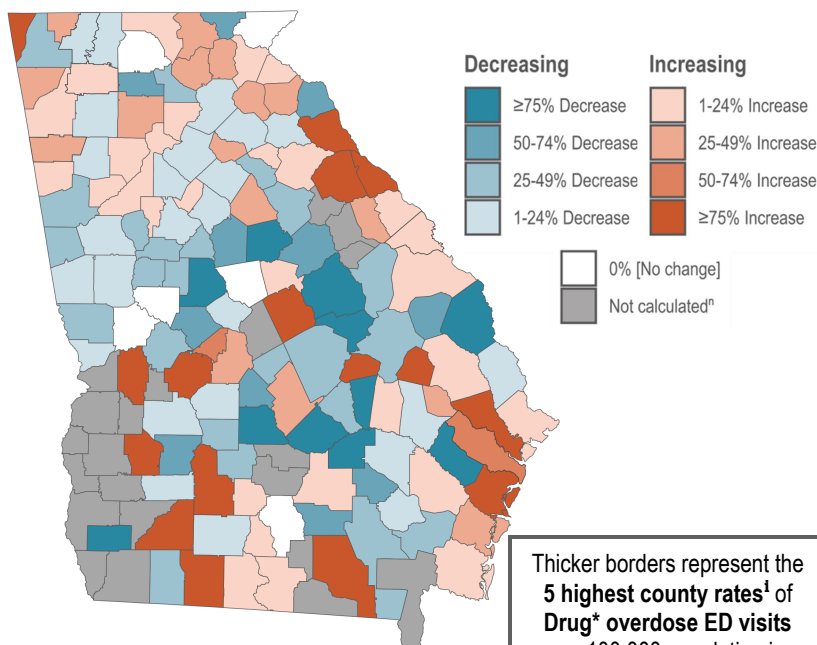 Decreasing
≥75% Decrease
50-74% Decrease
25-49% Decrease
1-24% Decrease
Increasing
1-24% Increase
25-49% Increase
50-74% Increase
≥75% Increase
0% [No change]
Not calculatedⁿ
Thicker borders represent the
5 highest county rates¹ of
Drug* overdose ED visits